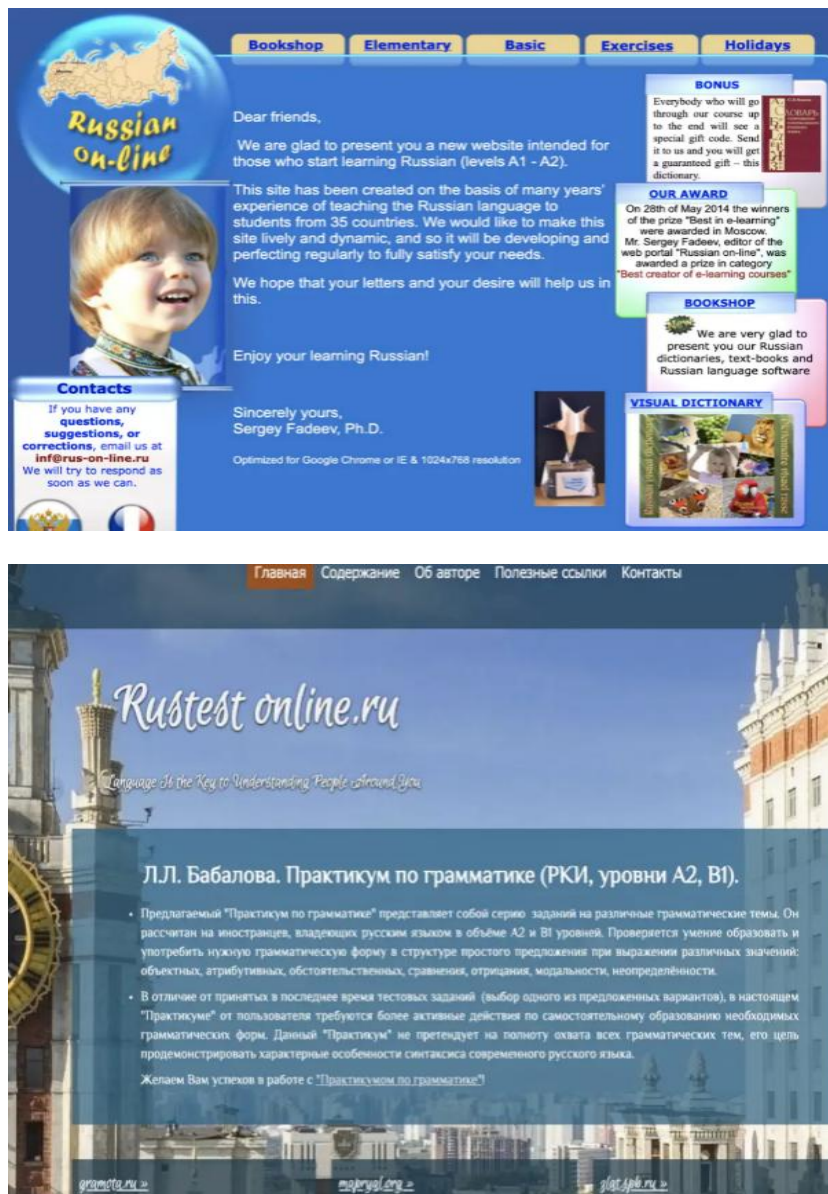 Russian
on-line
Bookshop
Elementary
Basic
Exercises
Holidays
Dear friends,
We are glad to present you a new website intended for
those who start learning Russian (levels A1 - A2).
This site has been created on the basis of many years'
experience of teaching the Russian language to
students from 35 countries. We would like to make this
site lively and dynamic, and so it will be developing and
perfecting regularly to fully satisfy your needs.
We hope that your letters and your desire will help us in
this.
Enjoy your learning Russian!
Sincerely yours,
Sergey Fadeev, Ph.D.
Optimized for Google Chrome or IE & 1024x768 resolution
Contacts
If you have any
questions,
suggestions, or
corrections, email us at
inf@rus-on-line.ru
We will try to respond as
soon as we can.
BONUS
Everybody who will go
through our course up
to the end will see a
special gift code. Send
it to us and you will get
a guaranteed gift – this
dictionary.
OUR AWARD
On 28th of May 2014 the winners
of the prize "Best in e-learning"
were awarded in Moscow.
Mr. Sergey Fadeev, editor of the
web portal "Russian on-line", was
awarded a prize in category
"Best creator of e-learning courses"
BOOKSHOP
We are very glad to
present you our Russian
dictionaries, text-books and
Russian language software
VISUAL DICTIONARY
Russian visual dictionary
Главная
Содержание
Об авторе
Полезные ссылки
Контакты
Rustest online.ru
Language Is the Key to Understanding People Around You
Л.Л. Бабалова. Практикум по грамматике (РКИ, уровни А2, В1).
• Предлагаемый "Практикум по грамматике" представляет собой серию заданий на различные грамматические темы. Он
рассчитан на иностранцев, владеющих русским языком в объёме А2 и В1 уровней. Проверяется умение образовать и
употребить нужную грамматическую форму в структуре простого предложения при выражении различных значений:
объектных, атрибутивных, обстоятельственных, сравнения, отрицания, модальности, неопределённости.
• В отличие от принятых в последнее время тестовых заданий (выбор одного из предложенных вариантов), в настоящем
"Практикуме" от пользователя требуются более активные действия по самостоятельному образованию необходимых
грамматических форм. Данный "Практикум" не претендует на полноту охвата всех грамматических тем, его цель
продемонстрировать характерные особенности синтаксиса современного русского языка.
Желаем Вам успехов в работе с "Практикумом по грамматике"!
gramota.ru »
mapryal.org »
zlat.spb.ru »